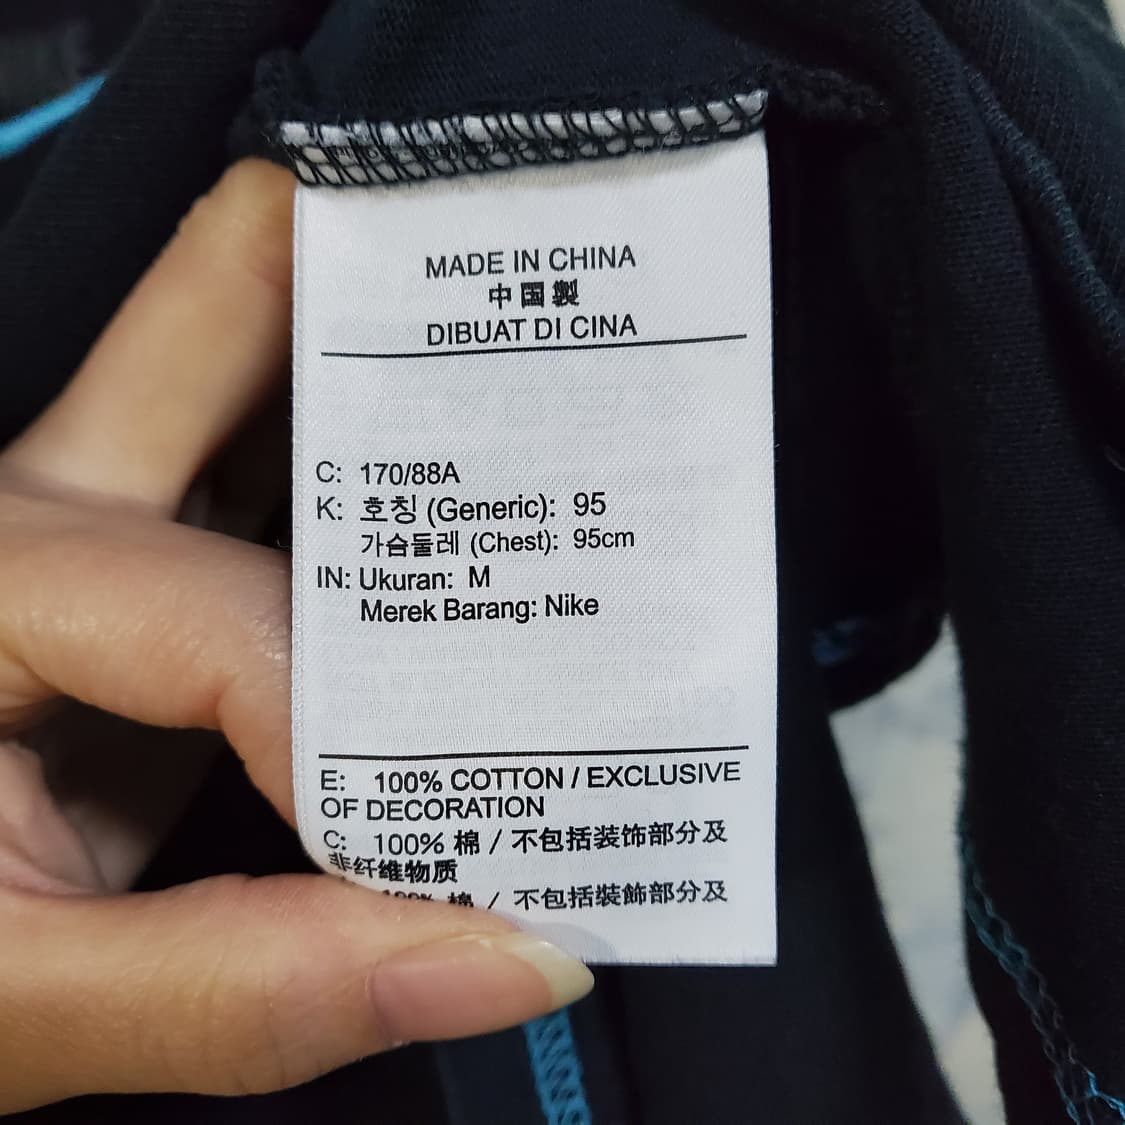 MADE IN CHINA
中国製
DIBUAT DI CINA
C: 170/88A
K: 호칭 (Generic): 95
가슴둘레 (Chest): 95cm
IN: Ukuran: M
Merek Barang: Nike
E: 100% COTTON / EXCLUSIVE
OF DECORATION
C: 100% 棉 / 不包括装饰部分及
非纤维物质
100% 棉 / 不包括裝飾部分及